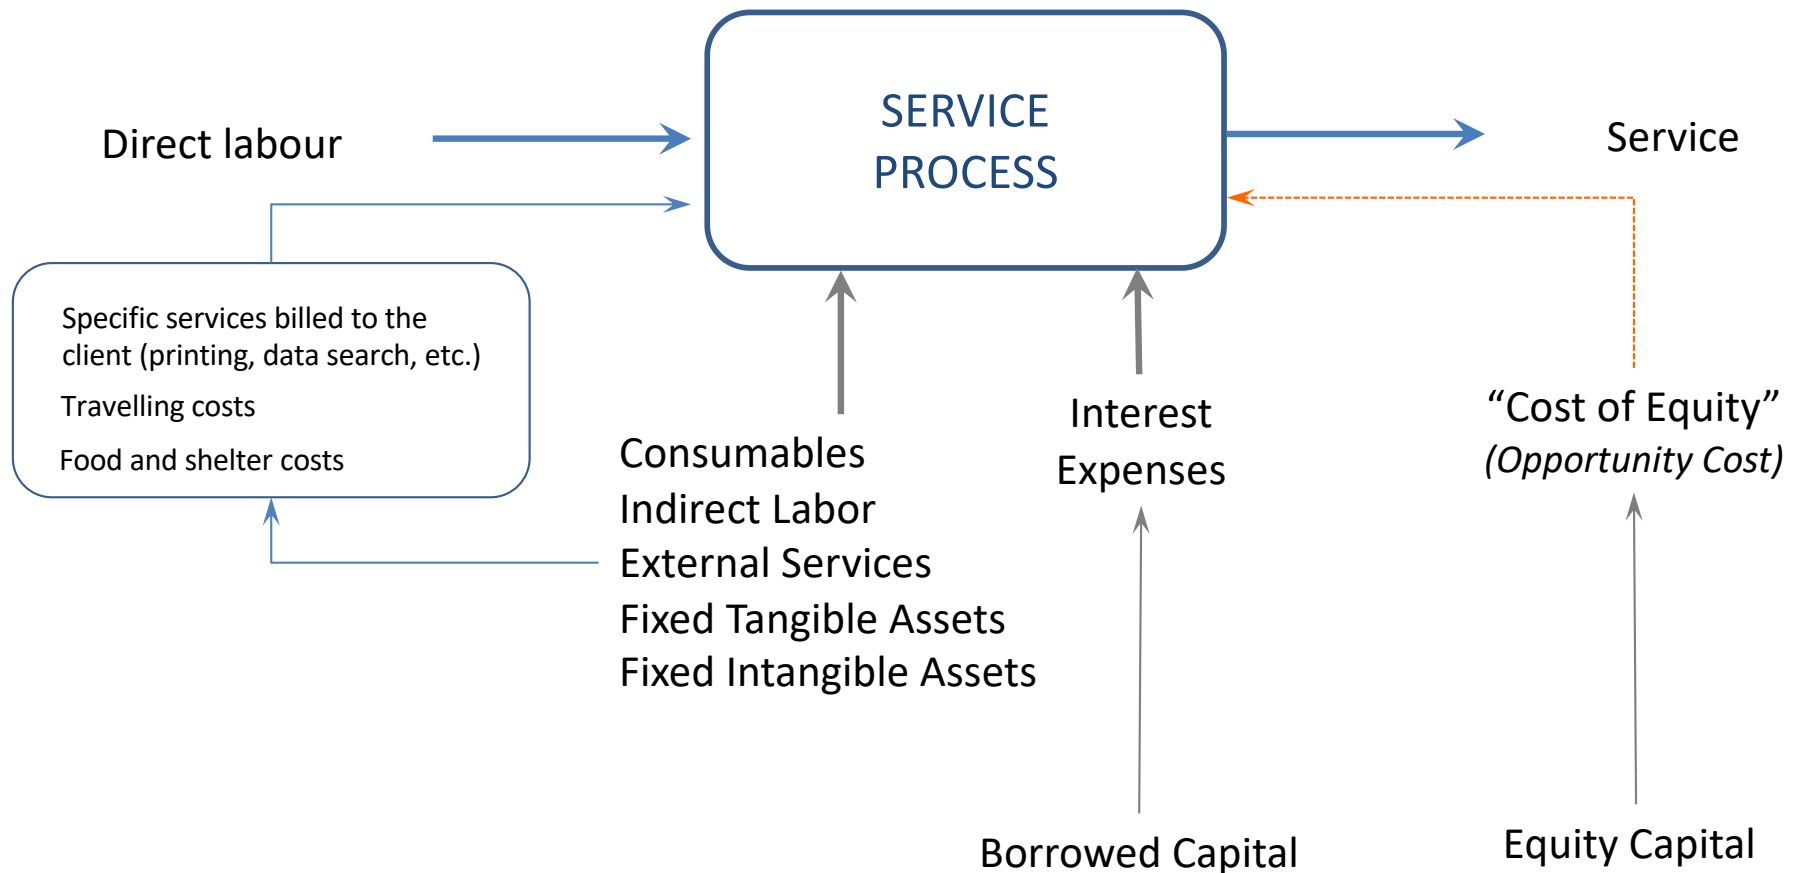 SERVICE
PROCESS
Direct labour
Service
Specific services billed to the
client (printing, data search, etc.)
Travelling costs
Food and shelter costs
Consumables
Indirect Labor
External Services
Fixed Tangible Assets
Fixed Intangible Assets
Interest
Expenses
“Cost of Equity”
(Opportunity Cost)
Borrowed Capital
Equity Capital